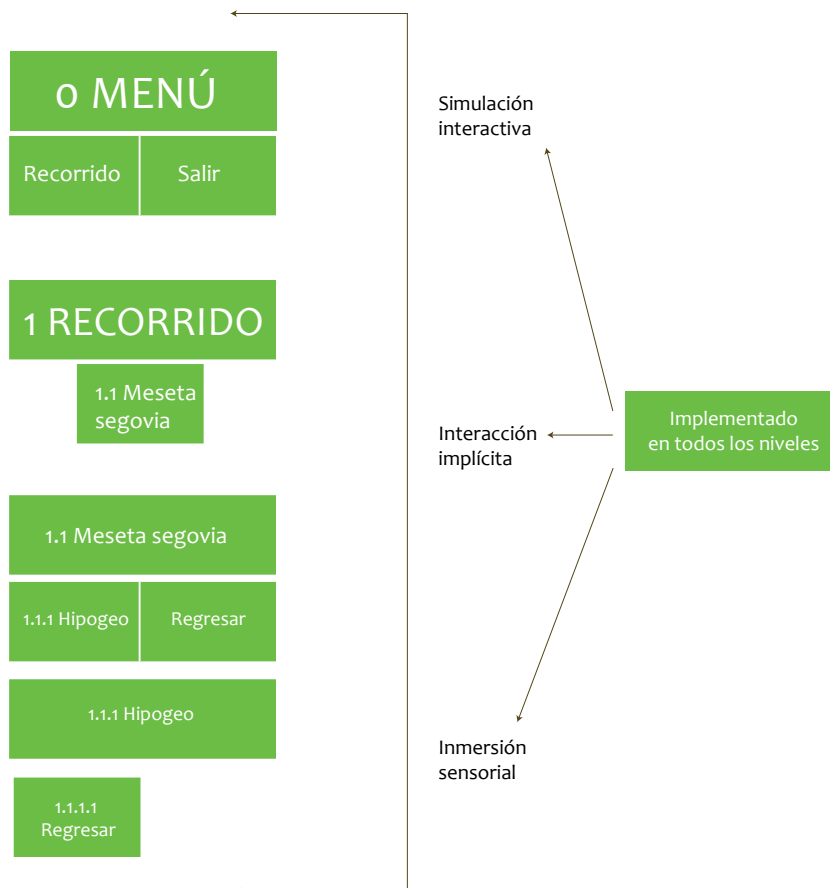 0 MENÚ
Recorrido
Salir
1 RECORRIDO
1.1 Meseta
segovia
1.1 Meseta segovia
1.1.1 Hipogeo
Regresar
1.1.1 Hipogeo
1.1.1.1
Regresar
Simulación
interactiva
Interacción
implícita
Inmersión
sensorial
Implementado
en todos los niveles